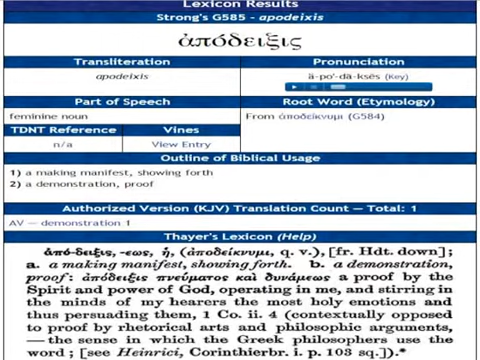 Lexicon Results
Strong's G585 - apodeixis
ἀπόδειξις
Transliteration
Pronunciation
apodeixis
ä-po'-dāk-sēs (Key)
Part of Speech
Root Word (Etymology)
feminine noun
From ἀποδείκνυμι (G584)
TDNT Reference
Vines
n/a
View Entry
Outline of Biblical Usage
1) a making manifest, showing forth
2) a demonstration, proof
Authorized Version (KJV) Translation Count — Total: 1
AV — demonstration 1
Thayer's Lexicon (Help)
ἀπό-δειξις, -εως, ἡ, (ἀποδείκνυμι, q. v.), [fr. Hdt. down];
a. a making manifest, showing forth. b. a demonstration,
proof: ἀπόδειξις πνεύματος καὶ δυνάμεως a proof by the
Spirit and power of God, operating in me, and stirring in
the minds of my hearers the most holy emotions and
thus persuading them, 1 Co. ii. 4 (contextually opposed
to proof by rhetorical arts and philosophic arguments,
— the sense in which the Greek philosophers use the
word; [see Heinrici, Corinthierbr. i. p. 103 sq.]).*